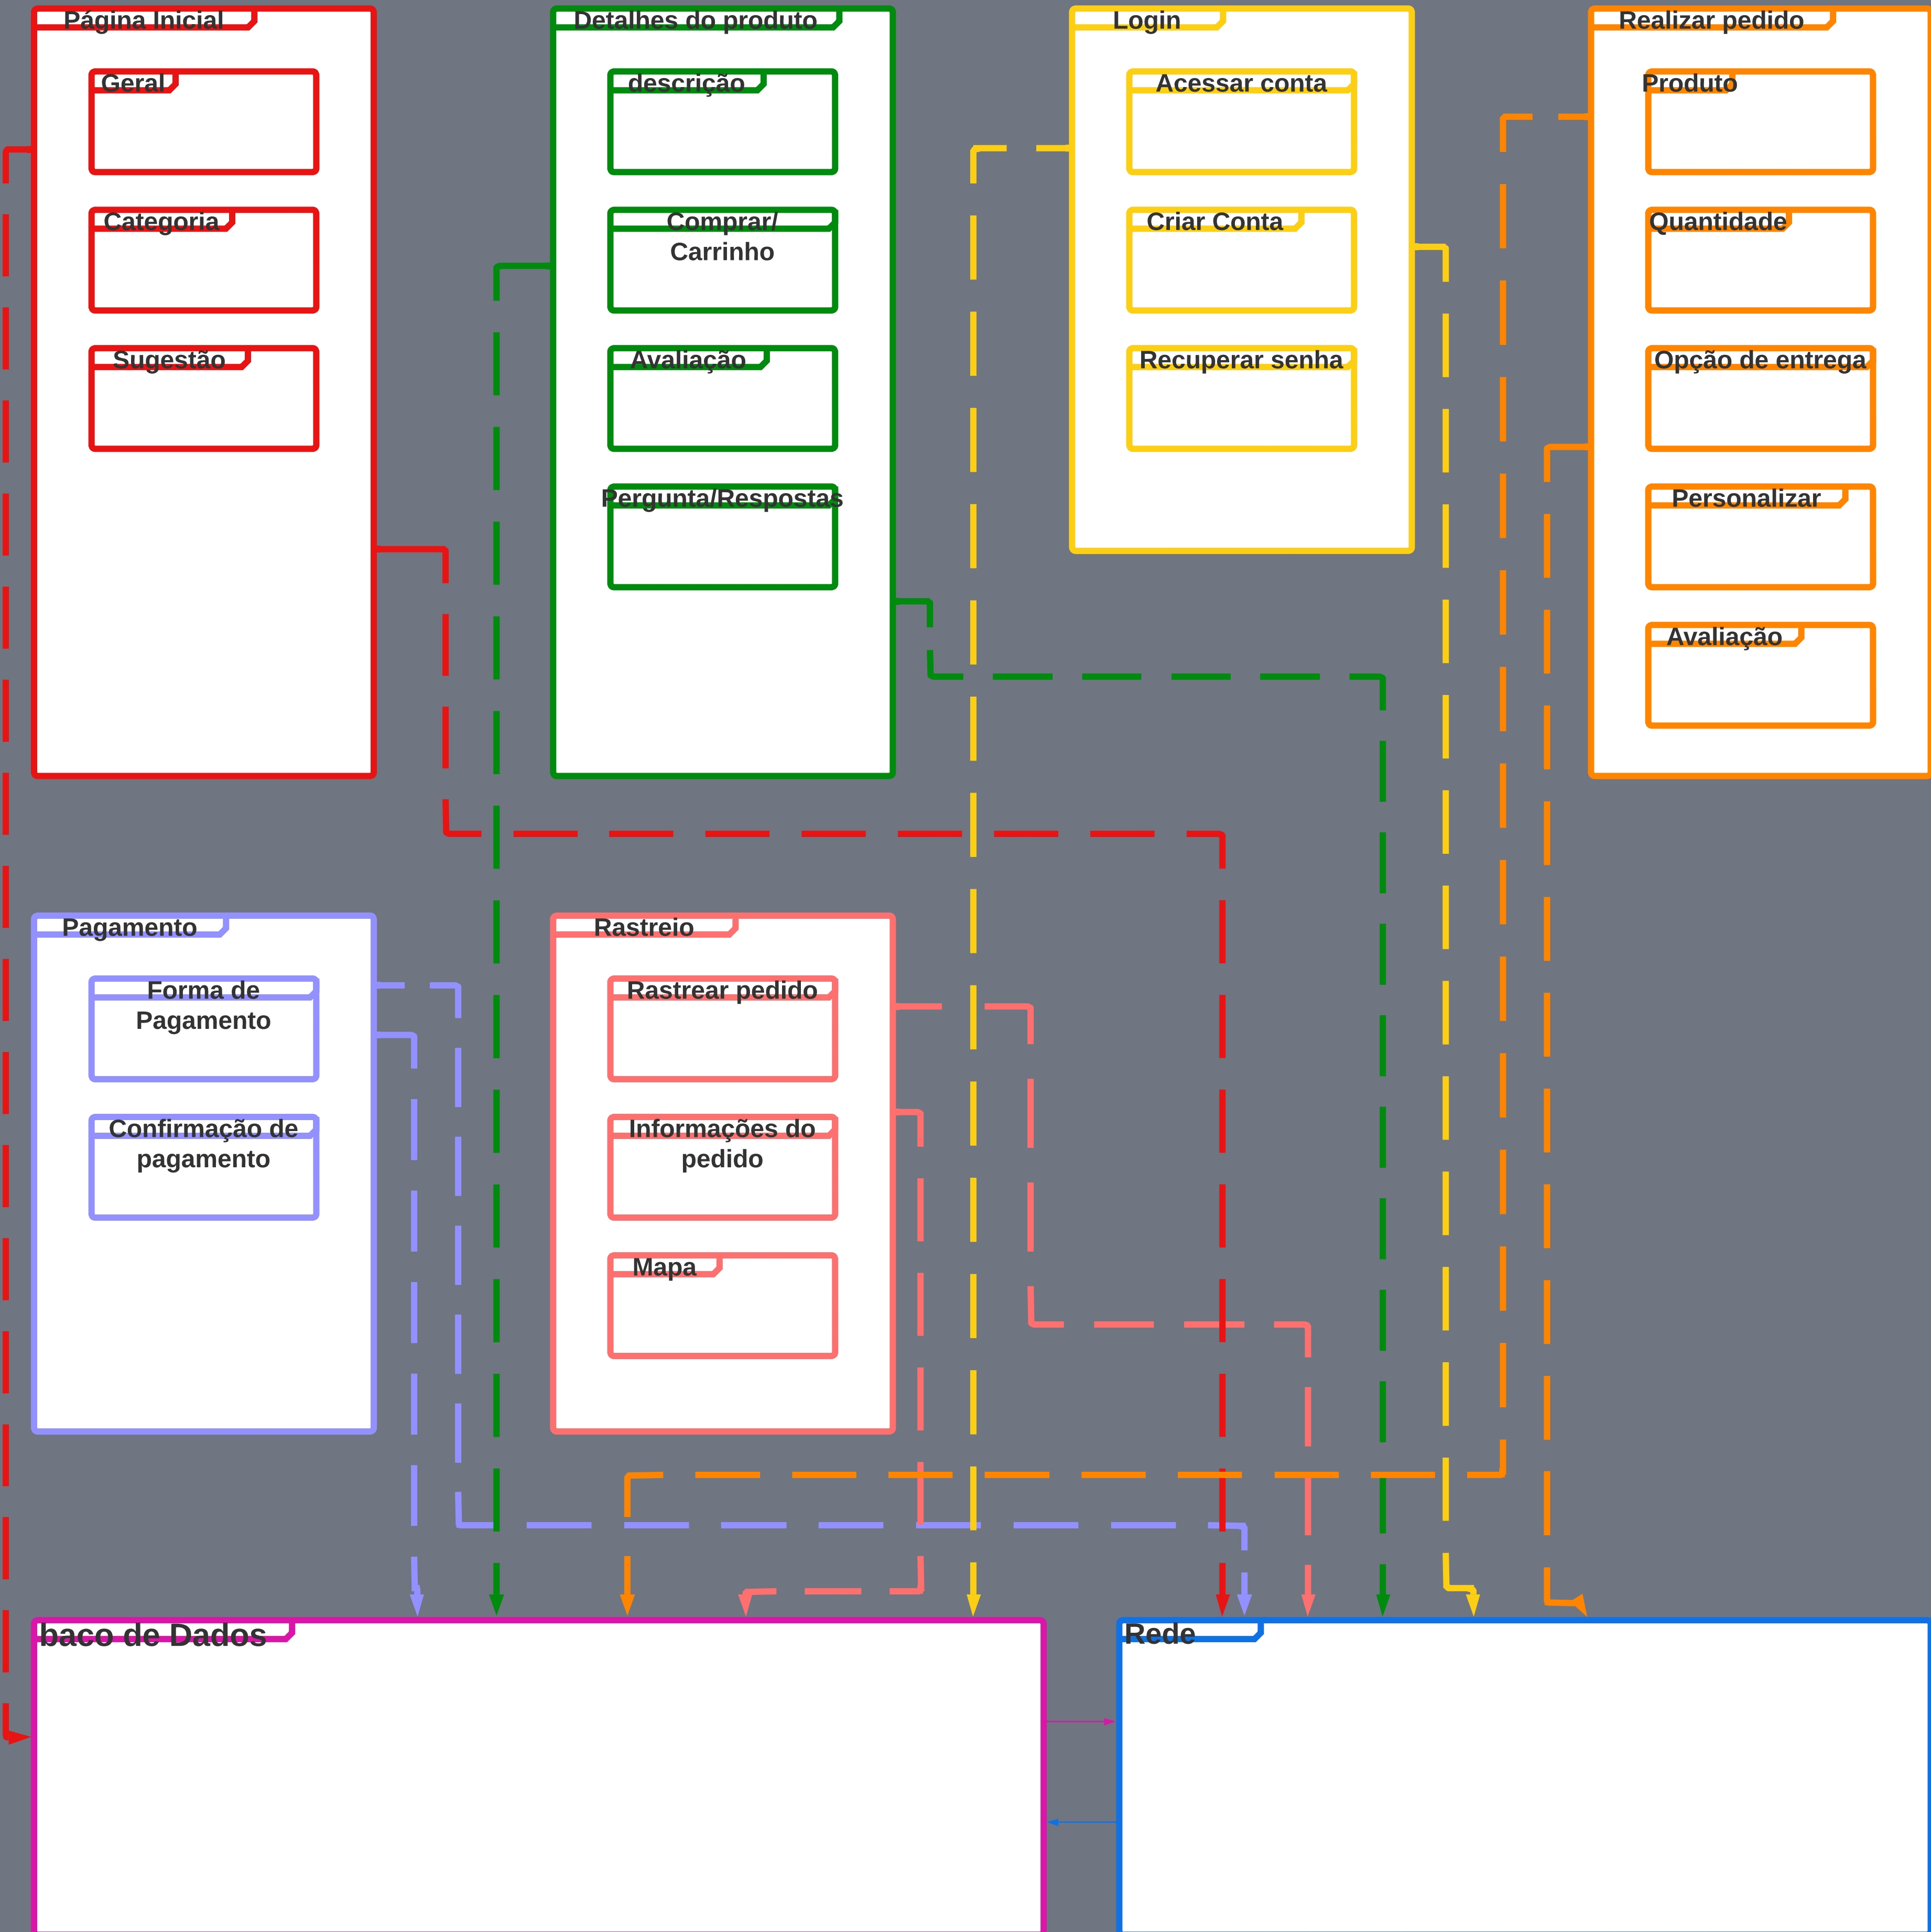 Página Inicial
Geral
Categoria
Sugestão
Detalhes do produto
descrição
Comprar/
Carrinho
Avaliação
Pergunta/Respostas
Login
Acessar conta
Criar Conta
Recuperar senha
Realizar pedido
Produto
Quantidade
Opção de entrega
Personalizar
Avaliação
Pagamento
Forma de
Pagamento
Confirmação de
pagamento
Rastreio
Rastrear pedido
Informações do
pedido
Mapa
baco de Dados
Rede